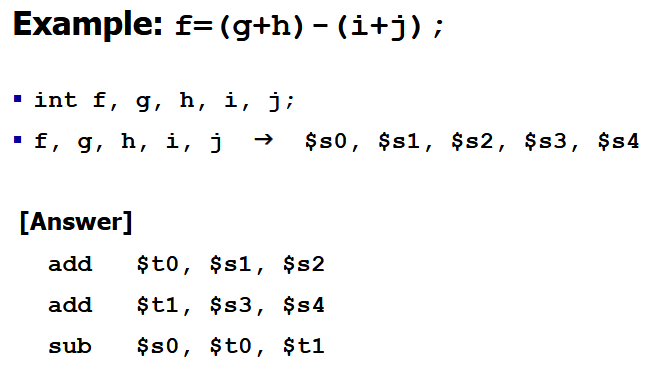 Example: f=(g+h)-(i+j);
▪ int f, g, h, i, j;
▪ f, g, h, i, j → $s0, $s1, $s2, $s3, $s4
[Answer]
add $t0, $s1, $s2
add $t1, $s3, $s4
sub $s0, $t0, $t1